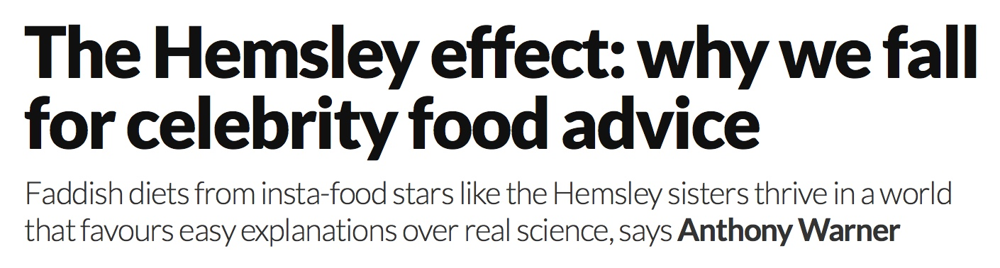 The Hemsley effect: why we fall
for celebrity food advice
Faddish diets from insta-food stars like the Hemsley sisters thrive in a world
that favours easy explanations over real science, says Anthony Warner